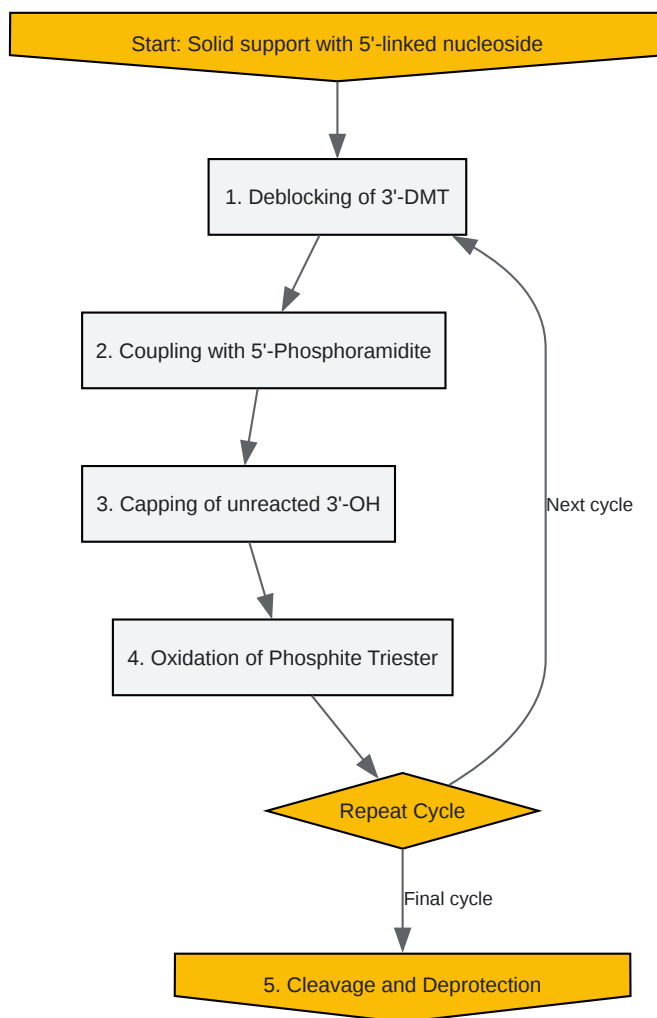 Start: Solid support with 5'-linked nucleoside
1. Deblocking of 3'-DMT
2. Coupling with 5'-Phosphoramidite
3. Capping of unreacted 3'-OH
Next cycle
4. Oxidation of Phosphite Triester
Repeat Cycle
Final cycle
5. Cleavage and Deprotection